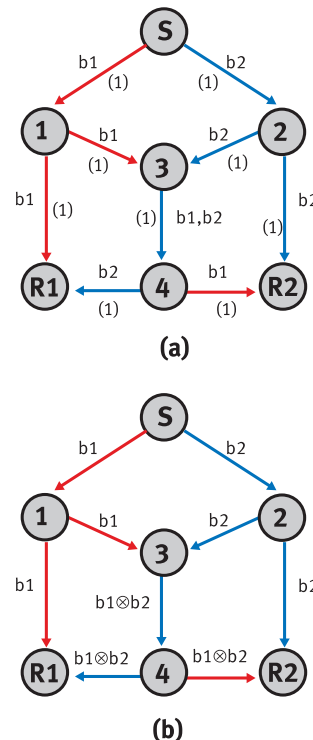 S
b1 b2
(1) (1)
1 2
b1 b2
(1) (1)
3
b1 (1) (1) b1,b2 (1) b2
b2 b1
R1 4 R2
(1) (1)
(a)
S
b1 b2
1 2
b1 b2
3
b1 b1⊗b2 b2
b1⊗b2 b1⊗b2
R1 4 R2
(b)